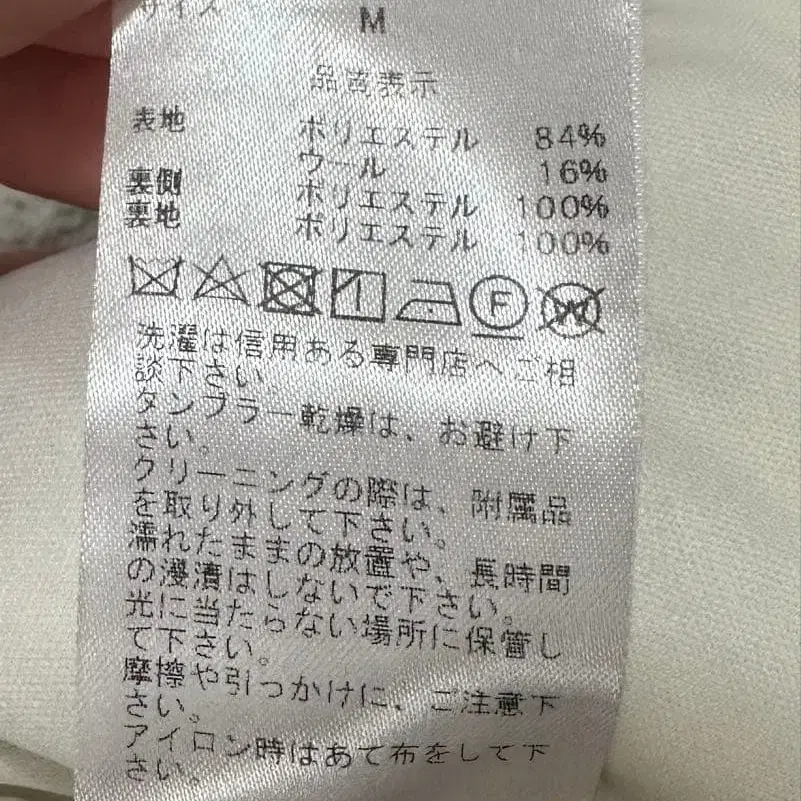 サイズ M
品質表示
表地 ポリエステル 84%
ウール 16%
裏側 ポリエステル 100%
裏地 ポリエステル 100%
F W
洗濯は信用ある専門店へご相
談下さい。
タンブラー乾燥は、お避け下
さい。
クリーニングの際は、附属品
を取り外して下さい。
濡れたままの放置や、長時間
の浸漬はしないで下さい。
光に当たらない場所に保管し
て下さい。
摩擦や引っかけに、ご注意下
さい。
アイロン時はあて布をして下
さい。